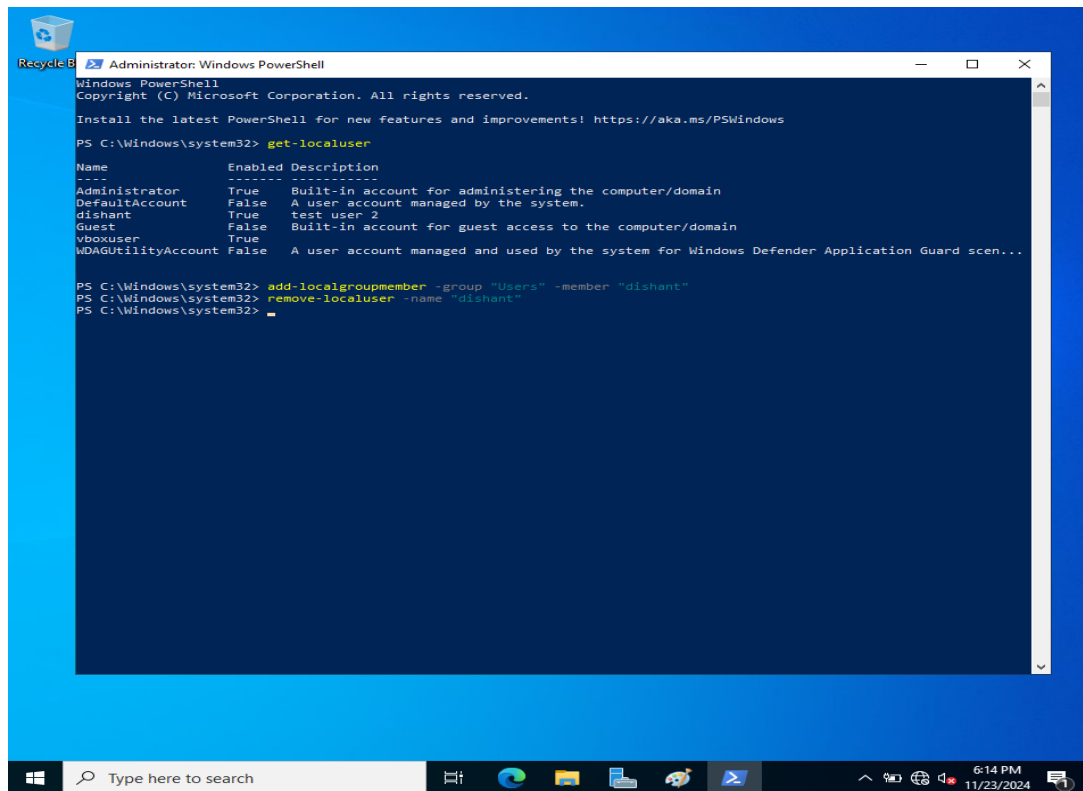 Recycle B
Administrator: Windows PowerShell
Windows PowerShell
Copyright (C) Microsoft Corporation. All rights reserved.
Install the latest PowerShell for new features and improvements! https://aka.ms/PSWindows
PS C:\Windows\system32> get-localuser
Name Enabled Description
---- ------- -----------
Administrator True Built-in account for administering the computer/domain
DefaultAccount False A user account managed by the system.
dishant True test user 2
Guest False Built-in account for guest access to the computer/domain
vboxuser True
WDAGUtilityAccount False A user account managed and used by the system for Windows Defender Application Guard scen...
PS C:\Windows\system32> add-localgroupmember -group "Users" -member "dishant"
PS C:\Windows\system32> remove-localuser -name "dishant"
PS C:\Windows\system32>
Type here to search
6:14 PM
11/23/2024
1